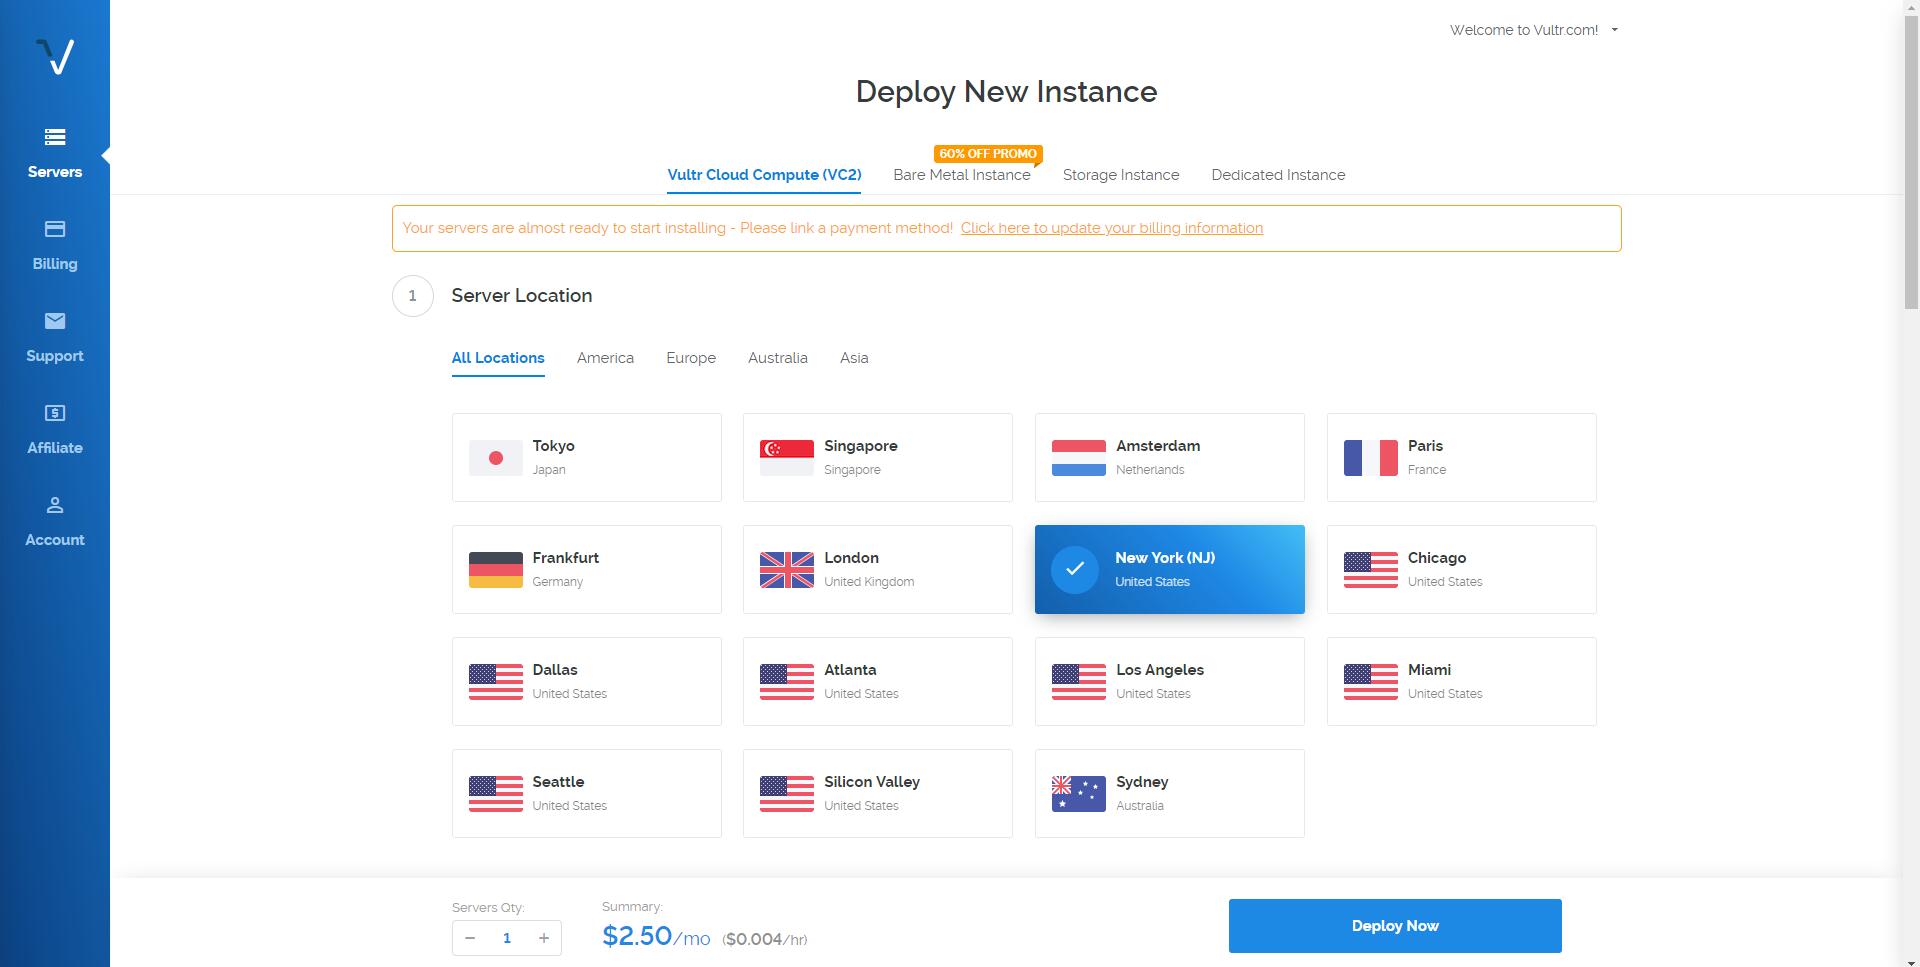 Welcome to Vultr.com!
Deploy New Instance
60% OFF PROMO
Vultr Cloud Compute (VC2) Bare Metal Instance Storage Instance Dedicated Instance
Your servers are almost ready to start installing - Please link a payment method! Click here to update your billing information
Servers
Billing
Support
Affiliate
Account
1 Server Location
All Locations America Europe Australia Asia
Tokyo
Japan
Singapore
Singapore
Amsterdam
Netherlands
Paris
France
Frankfurt
Germany
London
United Kingdom
New York (NJ)
United States
Chicago
United States
Dallas
United States
Atlanta
United States
Los Angeles
United States
Miami
United States
Seattle
United States
Silicon Valley
United States
Sydney
Australia
Servers Qty:
− 1 +
Summary:
$2.50/mo ($0.004/hr)
Deploy Now